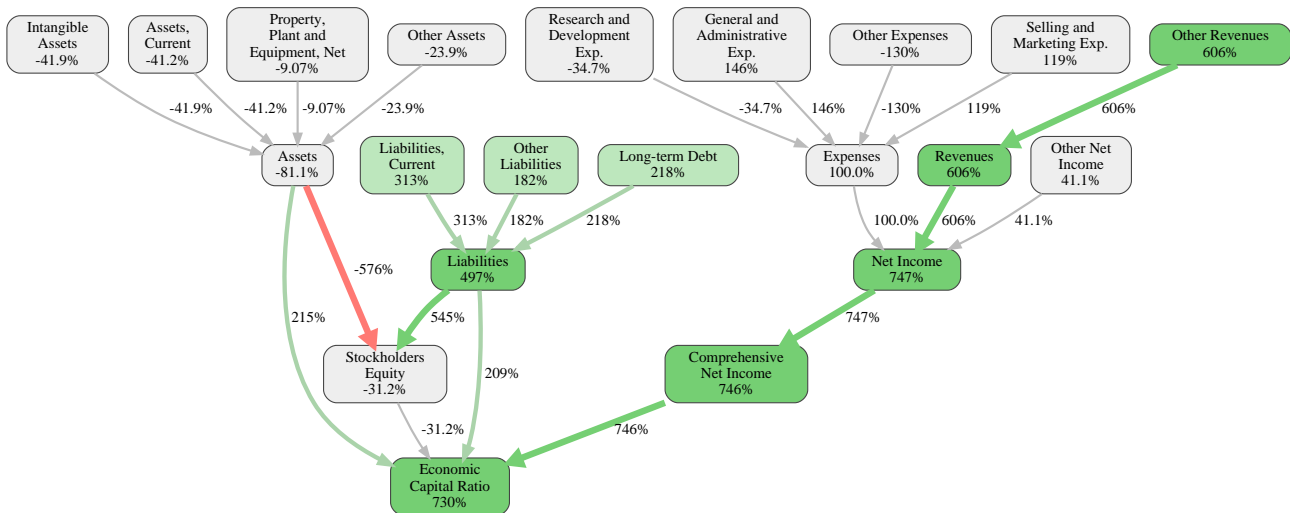 Intangible
Assets
-41.9%
Assets,
Current
-41.2%
Property,
Plant and
Equipment, Net
-9.07%
Other Assets
-23.9%
Research and
Development
Exp.
-34.7%
General and
Administrative
Exp.
146%
Other Expenses
-130%
Selling and
Marketing Exp.
119%
Other Revenues
606%
-41.9%
-41.2%
-9.07%
-23.9%
-34.7%
146%
-130%
119%
606%
Assets
-81.1%
Liabilities,
Current
313%
Other
Liabilities
182%
Long-term Debt
218%
Expenses
100.0%
Revenues
606%
Other Net
Income
41.1%
313%
182%
218%
100.0%
606%
41.1%
Liabilities
497%
Net Income
747%
-576%
215%
545%
747%
Stockholders
Equity
-31.2%
209%
Comprehensive
Net Income
746%
-31.2%
746%
Economic
Capital Ratio
730%